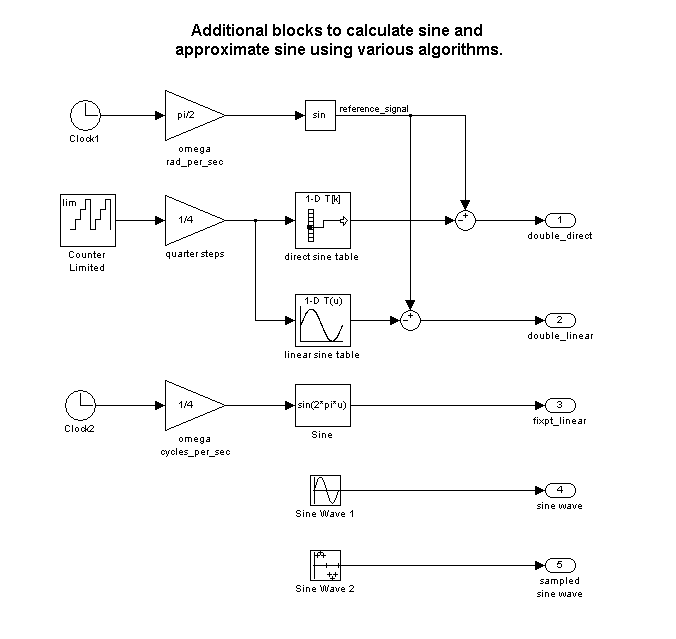 Additional blocks to calculate sine and
approximate sine using various algorithms.
pi/2
sin
reference_signal
Clock1
omega
rad_per_sec
lim
1/4
1-D T[k]
1
Counter
Limited
quarter steps
direct sine table
double_direct
1-D T(u)
2
linear sine table
double_linear
1/4
sin(2*pi*u)
3
Clock2
omega
cycles_per_sec
Sine
fixpt_linear
4
Sine Wave 1
sine wave
5
Sine Wave 2
sampled
sine wave